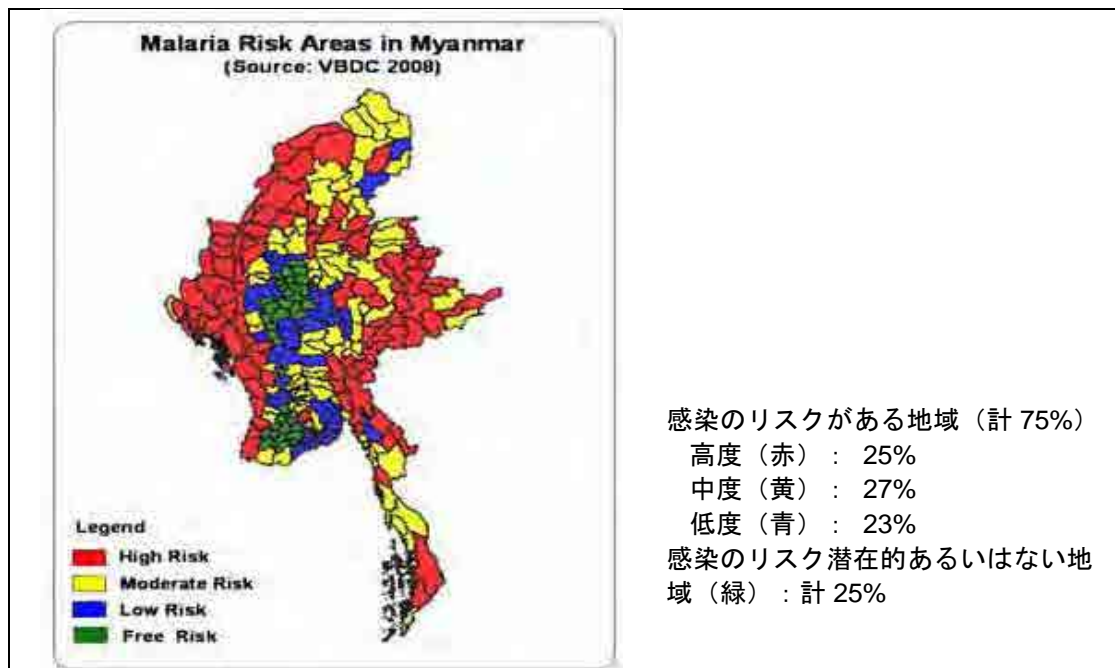 Malaria Risk Areas in Myanmar
(Source: VBDC 2008)
Legend
High Risk
Moderate Risk
Low Risk
Free Risk
感染のリスクがある地域（計 75%）
高度（赤）： 25%
中度（黄）： 27%
低度（青）： 23%
感染のリスク潜在的あるいはない地
域（緑）：計 25%